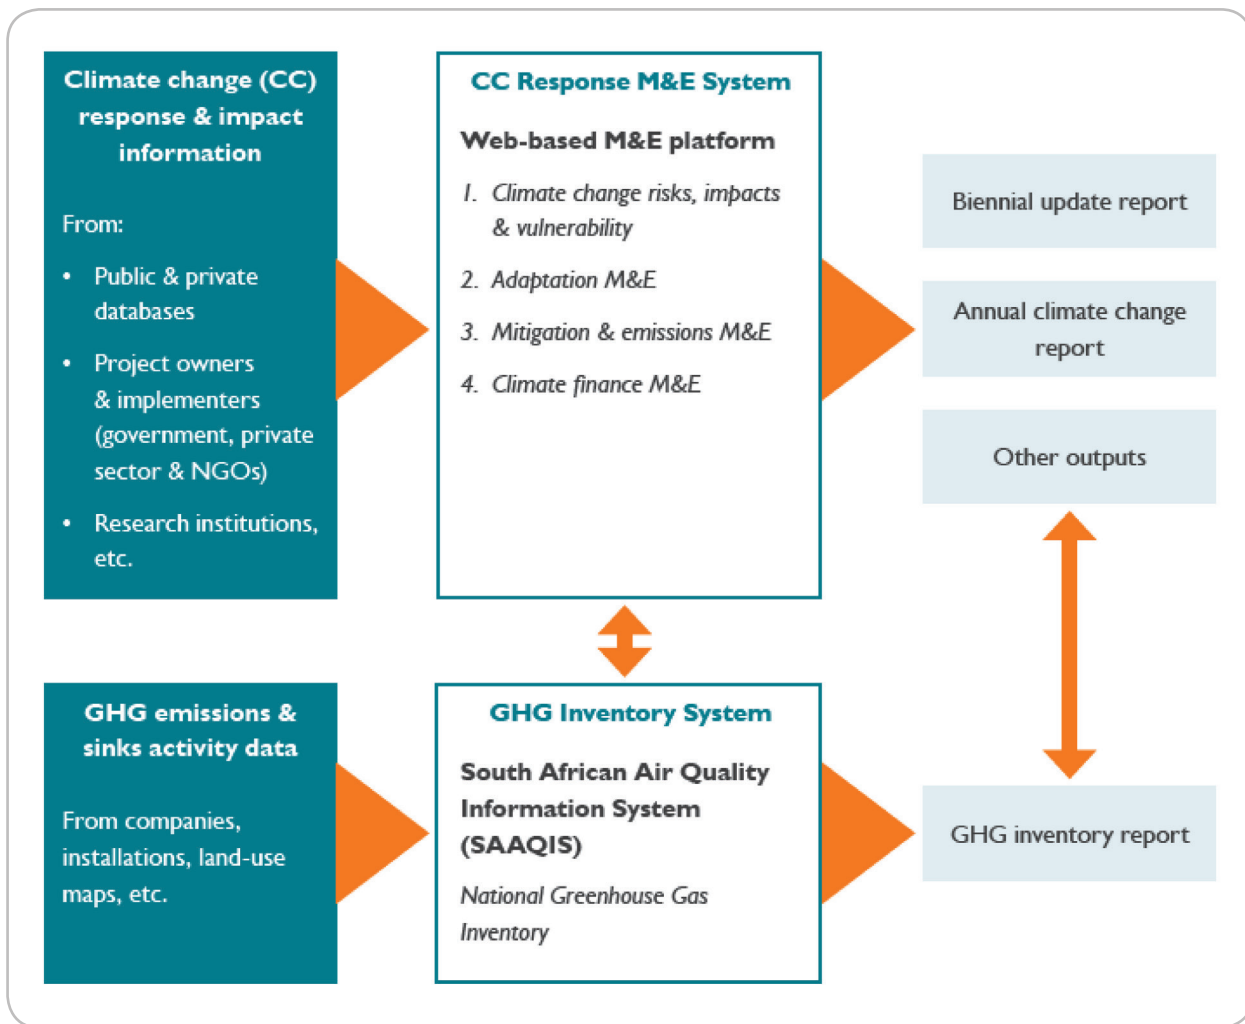 Climate change (CC)
response & impact
information
From:
• Public & private
databases
• Project owners
& implementers
(government, private
sector & NGOs)
• Research institutions,
etc.
CC Response M&E System
Web-based M&E platform
1. Climate change risks, impacts
& vulnerability
2. Adaptation M&E
3. Mitigation & emissions M&E
4. Climate finance M&E
Biennial update report
Annual climate change
report
Other outputs
GHG emissions &
sinks activity data
From companies,
installations, land-use
maps, etc.
GHG Inventory System
South African Air Quality
Information System
(SAAQIS)
National Greenhouse Gas
Inventory
GHG inventory report